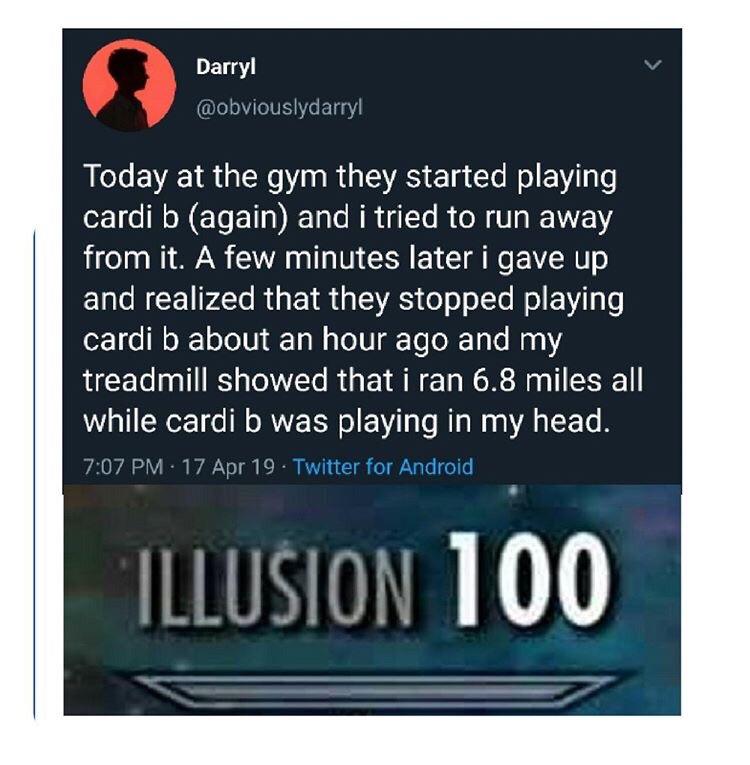 Darryl
@obviouslydarryl
Today at the gym they started playing
cardi b (again) and i tried to run away
from it. A few minutes later i gave up
and realized that they stopped playing
cardi b about an hour ago and my
treadmill showed that i ran 6.8 miles all
while cardi b was playing in my head.
7:07 PM · 17 Apr 19 · Twitter for Android
ILLUSION 100